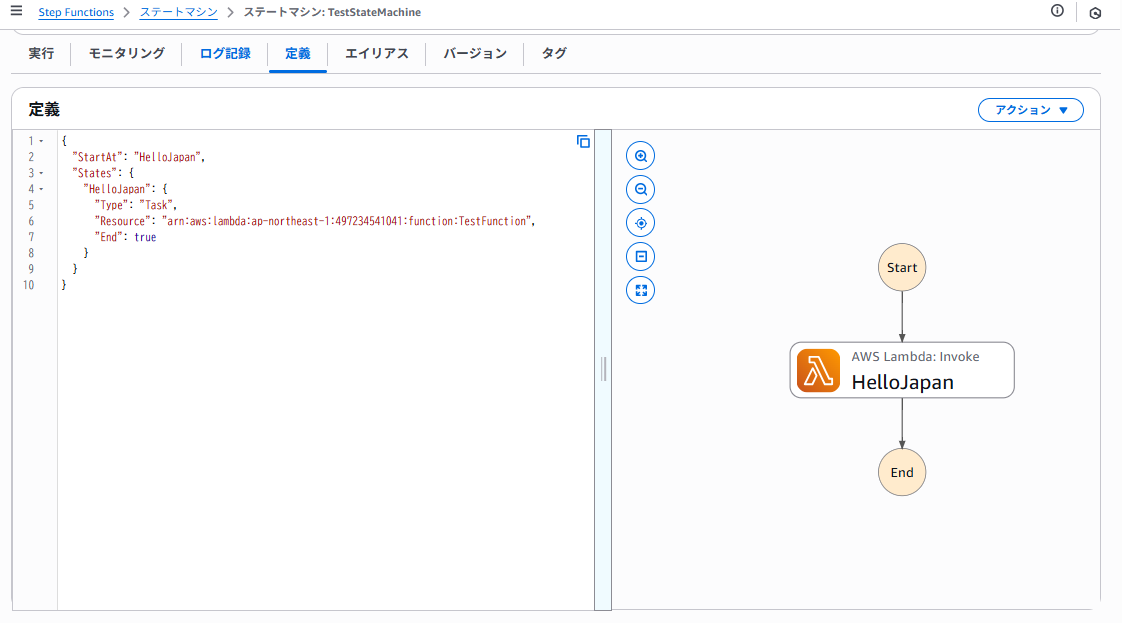 Step Functions > ステートマシン > ステートマシン: TestStateMachine
実行 モニタリング ログ記録 定義 エイリアス バージョン タグ
定義
アクション ▼
1 {
2 "StartAt": "HelloJapan",
3 "States": {
4 "HelloJapan": {
5 "Type": "Task",
6 "Resource": "arn:aws:lambda:ap-northeast-1:497234541041:function:TestFunction",
7 "End": true
8 }
9 }
10 }
Start
AWS Lambda: Invoke
HelloJapan
End